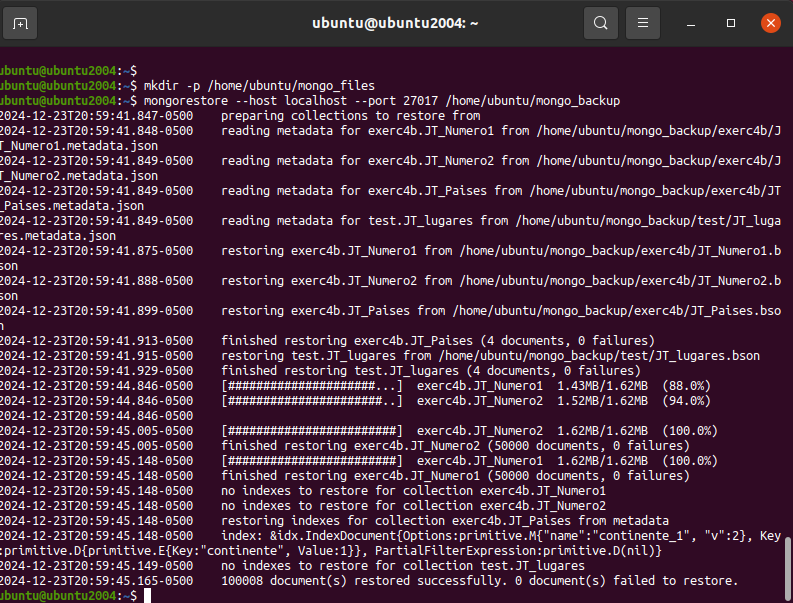 ubuntu@ubuntu2004: ~
ubuntu@ubuntu2004:~$
ubuntu@ubuntu2004:~$ mkdir -p /home/ubuntu/mongo_files
ubuntu@ubuntu2004:~$ mongorestore --host localhost --port 27017 /home/ubuntu/mongo_backup
2024-12-23T20:59:41.847-0500    preparing collections to restore from
2024-12-23T20:59:41.848-0500    reading metadata for exerc4b.JT_Numero1 from /home/ubuntu/mongo_backup/exerc4b/J
T_Numero1.metadata.json
2024-12-23T20:59:41.849-0500    reading metadata for exerc4b.JT_Numero2 from /home/ubuntu/mongo_backup/exerc4b/J
T_Numero2.metadata.json
2024-12-23T20:59:41.849-0500    reading metadata for exerc4b.JT_Paises from /home/ubuntu/mongo_backup/exerc4b/JT
_Paises.metadata.json
2024-12-23T20:59:41.849-0500    reading metadata for test.JT_lugares from /home/ubuntu/mongo_backup/test/JT_luga
res.metadata.json
2024-12-23T20:59:41.875-0500    restoring exerc4b.JT_Numero1 from /home/ubuntu/mongo_backup/exerc4b/JT_Numero1.b
son
2024-12-23T20:59:41.888-0500    restoring exerc4b.JT_Numero2 from /home/ubuntu/mongo_backup/exerc4b/JT_Numero2.b
son
2024-12-23T20:59:41.899-0500    restoring exerc4b.JT_Paises from /home/ubuntu/mongo_backup/exerc4b/JT_Paises.bso
n
2024-12-23T20:59:41.913-0500    finished restoring exerc4b.JT_Paises (4 documents, 0 failures)
2024-12-23T20:59:41.915-0500    restoring test.JT_lugares from /home/ubuntu/mongo_backup/test/JT_lugares.bson
2024-12-23T20:59:41.929-0500    finished restoring test.JT_lugares (4 documents, 0 failures)
2024-12-23T20:59:44.846-0500    [#####################...]  exerc4b.JT_Numero1  1.43MB/1.62MB  (88.0%)
2024-12-23T20:59:44.846-0500    [######################..]  exerc4b.JT_Numero2  1.52MB/1.62MB  (94.0%)
2024-12-23T20:59:44.846-0500
2024-12-23T20:59:45.005-0500    [########################]  exerc4b.JT_Numero2  1.62MB/1.62MB  (100.0%)
2024-12-23T20:59:45.005-0500    finished restoring exerc4b.JT_Numero2 (50000 documents, 0 failures)
2024-12-23T20:59:45.148-0500    [########################]  exerc4b.JT_Numero1  1.62MB/1.62MB  (100.0%)
2024-12-23T20:59:45.148-0500    finished restoring exerc4b.JT_Numero1 (50000 documents, 0 failures)
2024-12-23T20:59:45.148-0500    no indexes to restore for collection exerc4b.JT_Numero1
2024-12-23T20:59:45.148-0500    no indexes to restore for collection exerc4b.JT_Numero2
2024-12-23T20:59:45.148-0500    restoring indexes for collection exerc4b.JT_Paises from metadata
2024-12-23T20:59:45.148-0500    index: &idx.IndexDocument{Options:primitive.M{"name":"continente_1", "v":2}, Key
:primitive.D{primitive.E{Key:"continente", Value:1}}, PartialFilterExpression:primitive.D(nil)}
2024-12-23T20:59:45.149-0500    no indexes to restore for collection test.JT_lugares
2024-12-23T20:59:45.165-0500    100008 document(s) restored successfully. 0 document(s) failed to restore.
ubuntu@ubuntu2004:~$